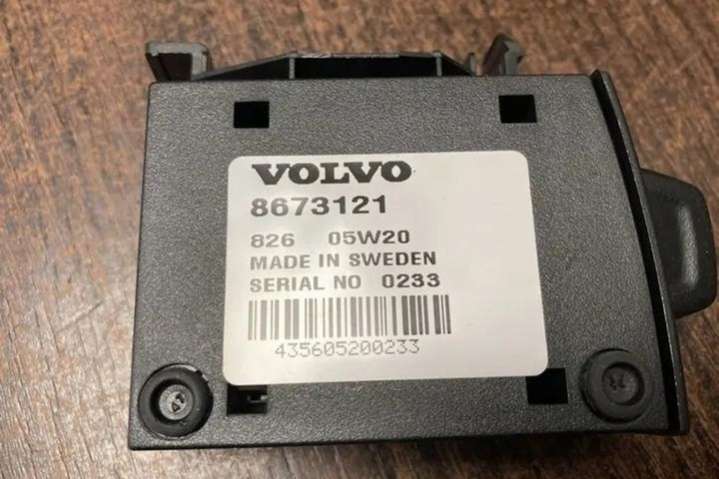 VOLVO
8673121
826 05W20
MADE IN SWEDEN
SERIAL NO 0233
435605200233